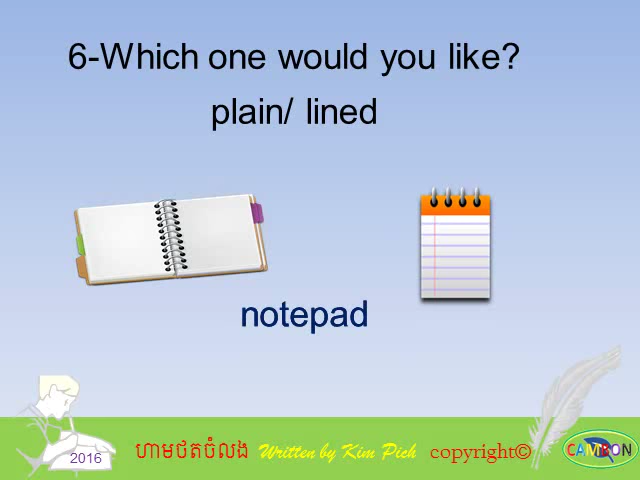 6-Which one would you like?
plain/ lined
notepad
2016
ហាមថតចំលង Written by Kim Pich copyright©
CAMBON